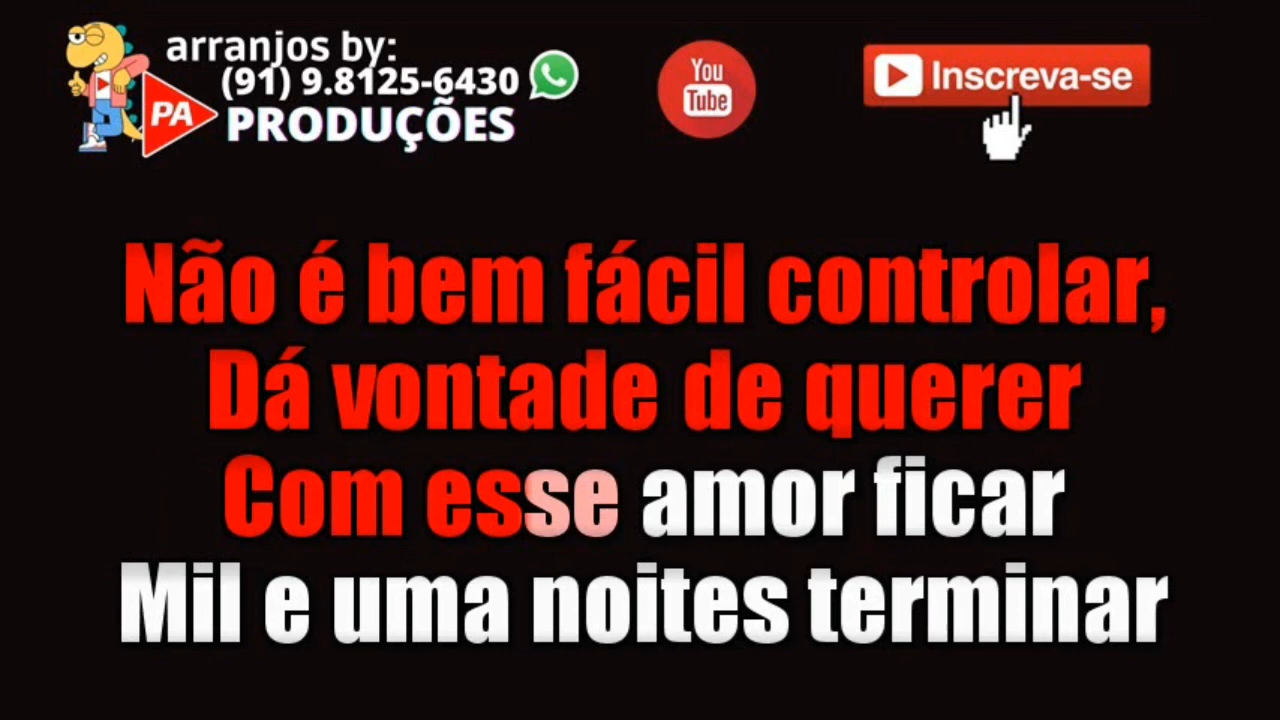 arranjos by:
(91) 9.8125-6430
PA PRODUÇÕES
You
Tube
Inscreva-se
Não é bem fácil controlar,
Dá vontade de querer
Com esse amor ficar
Mil e uma noites terminar